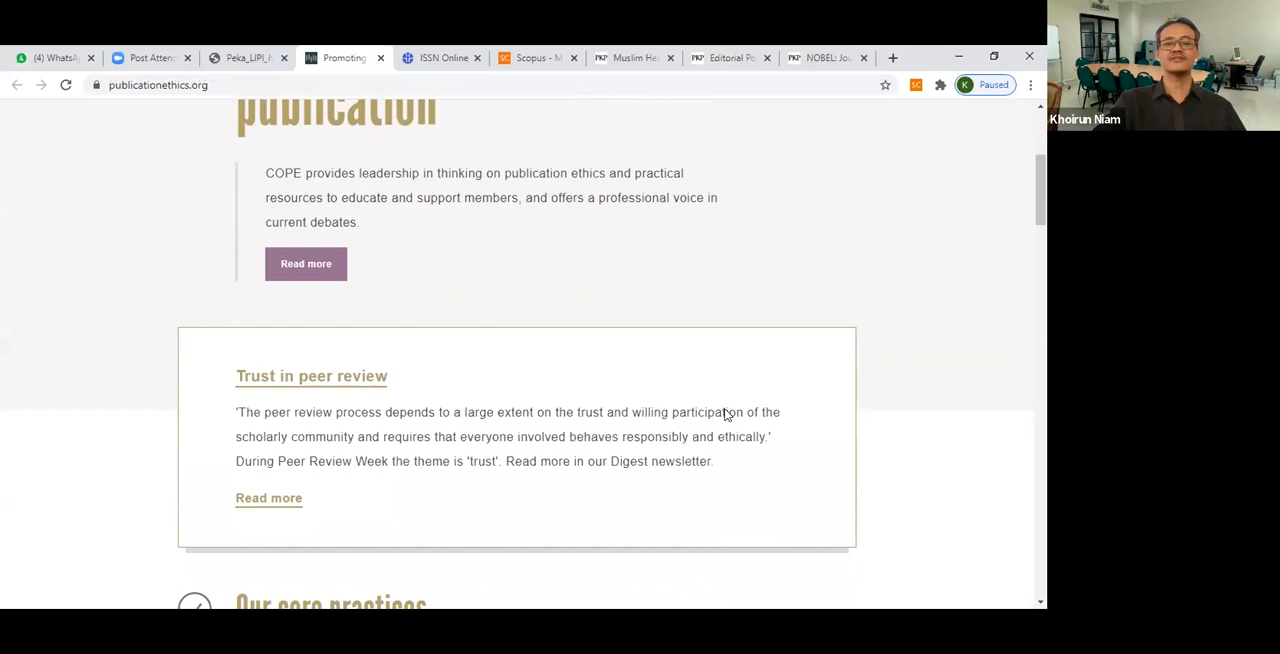 (4) WhatsA
Post Atten
Peka_LIPI_N
Promoting
ISSN Online
Scopus - M
Muslim He
Editorial Po
NOBEL: Jou
publicationethics.org
SC
K Paused
Khoirun Niam
publication
COPE provides leadership in thinking on publication ethics and practical
resources to educate and support members, and offers a professional voice in
current debates.
Read more
Trust in peer review
'The peer review process depends to a large extent on the trust and willing participation of the
scholarly community and requires that everyone involved behaves responsibly and ethically.'
During Peer Review Week the theme is 'trust'. Read more in our Digest newsletter.
Read more
Our core practices